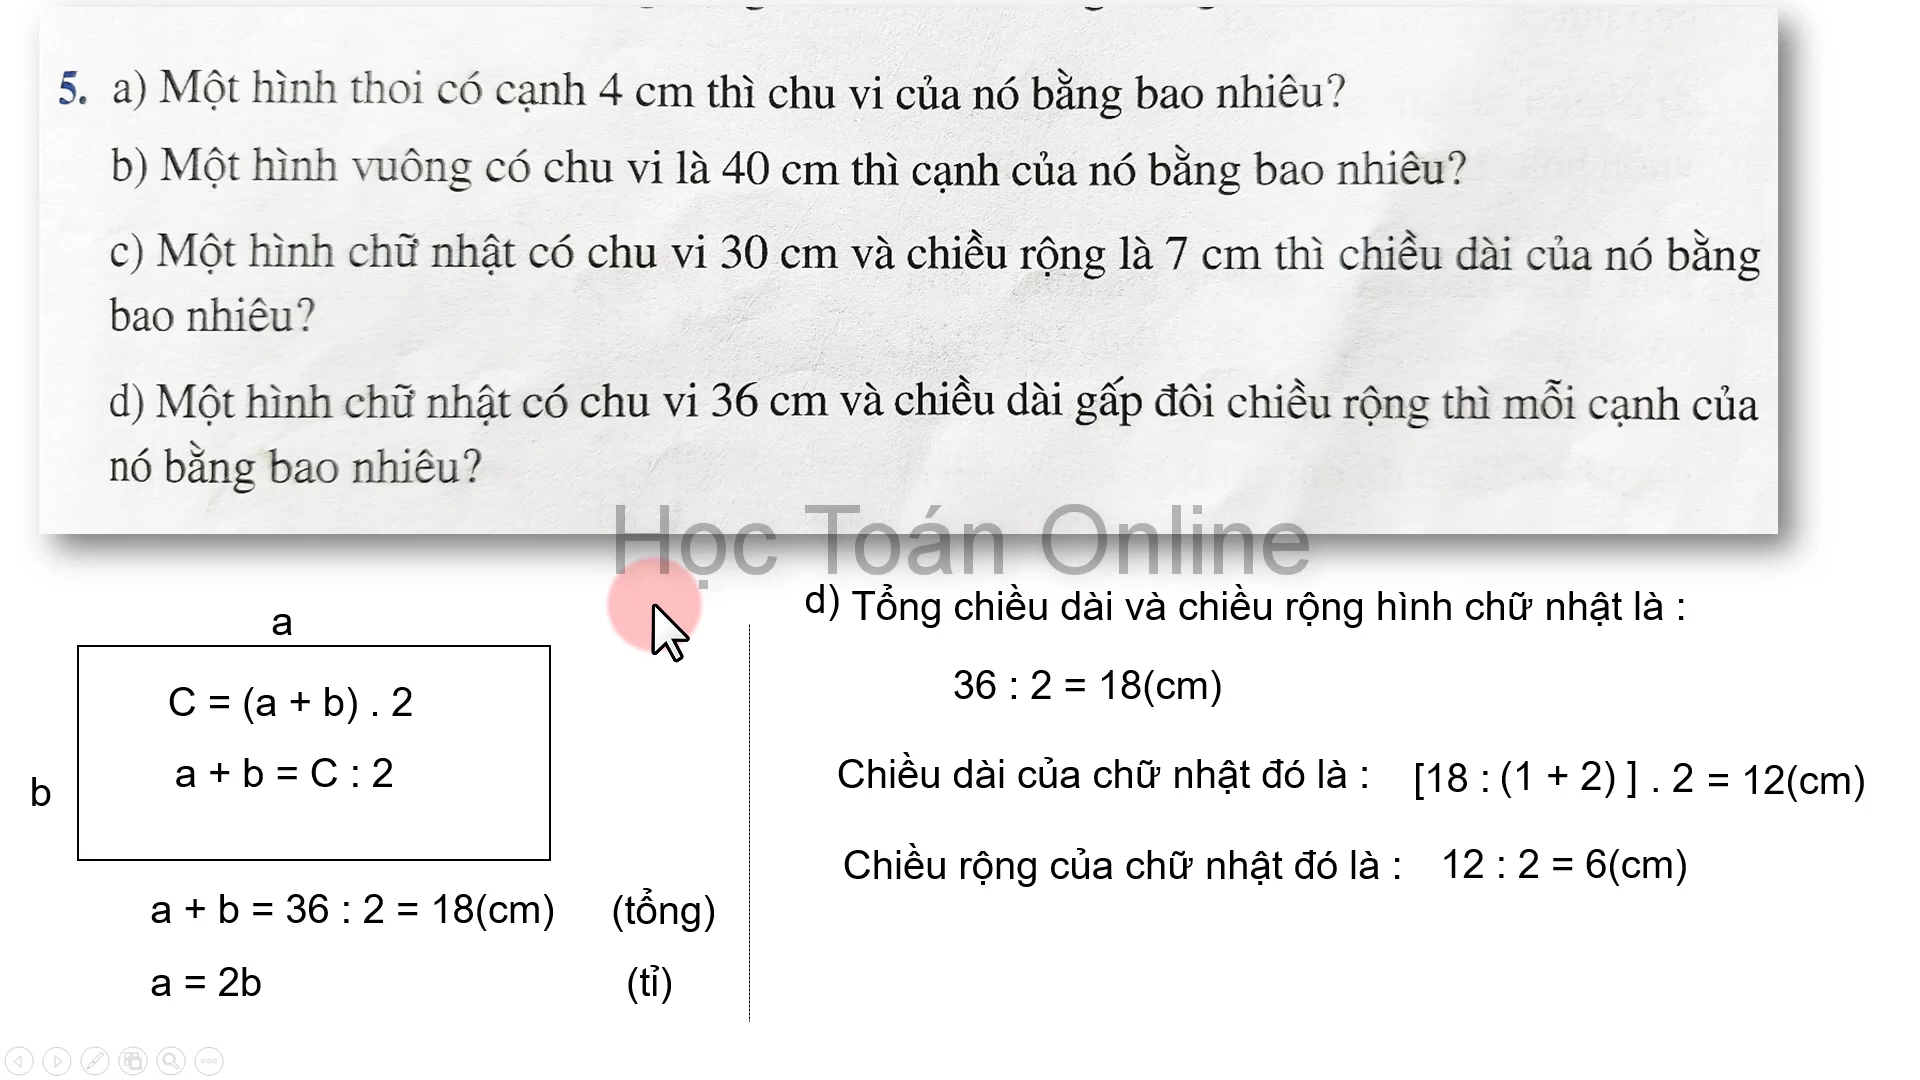 5. a) Một hình thoi có cạnh 4 cm thì chu vi của nó bằng bao nhiêu?
b) Một hình vuông có chu vi là 40 cm thì cạnh của nó bằng bao nhiêu?
c) Một hình chữ nhật có chu vi 30 cm và chiều rộng là 7 cm thì chiều dài của nó bằng
bao nhiêu?
d) Một hình chữ nhật có chu vi 36 cm và chiều dài gấp đôi chiều rộng thì mỗi cạnh của
nó bằng bao nhiêu?
Học Toán Online
a
b
C = (a + b) . 2
a + b = C : 2
a + b = 36 : 2 = 18(cm) (tổng)
a = 2b (tỉ)
d) Tổng chiều dài và chiều rộng hình chữ nhật là :
36 : 2 = 18(cm)
Chiều dài của chữ nhật đó là : [18 : (1 + 2) ] . 2 = 12(cm)
Chiều rộng của chữ nhật đó là : 12 : 2 = 6(cm)